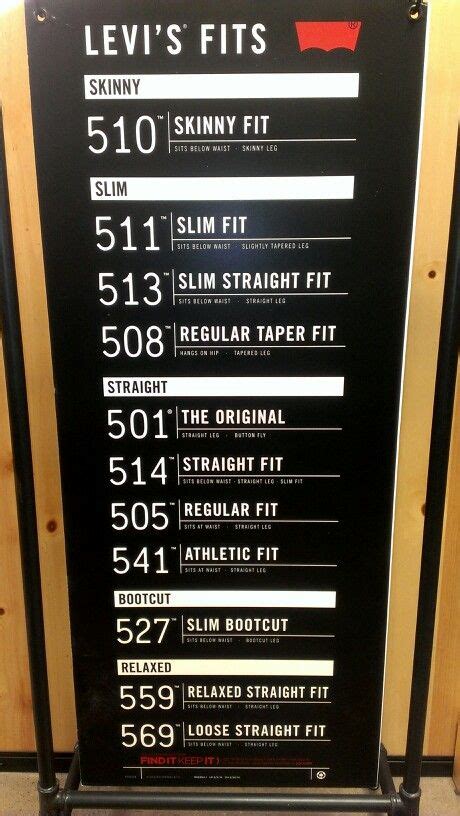 LEVI'S® FITS
SKINNY
510™ SKINNY FIT
SITS BELOW WAIST · SKINNY LEG
SLIM
511™ SLIM FIT
SITS BELOW WAIST · SLIGHTLY TAPERED LEG
513™ SLIM STRAIGHT FIT
SITS BELOW WAIST · STRAIGHT LEG
508™ REGULAR TAPER FIT
HANGS ON HIP · TAPERED LEG
STRAIGHT
501® THE ORIGINAL
STRAIGHT LEG · BUTTON FLY
514™ STRAIGHT FIT
SITS BELOW WAIST · STRAIGHT LEG · SLIM FIT
505™ REGULAR FIT
SITS AT WAIST · STRAIGHT LEG
541™ ATHLETIC FIT
SITS AT WAIST · STRAIGHT LEG
BOOTCUT
527™ SLIM BOOTCUT
SITS BELOW WAIST · BOOTCUT LEG
RELAXED
559™ RELAXED STRAIGHT FIT
SITS BELOW WAIST · STRAIGHT LEG
569™ LOOSE STRAIGHT FIT
SITS BELOW WAIST · STRAIGHT LEG
FIND IT KEEP IT